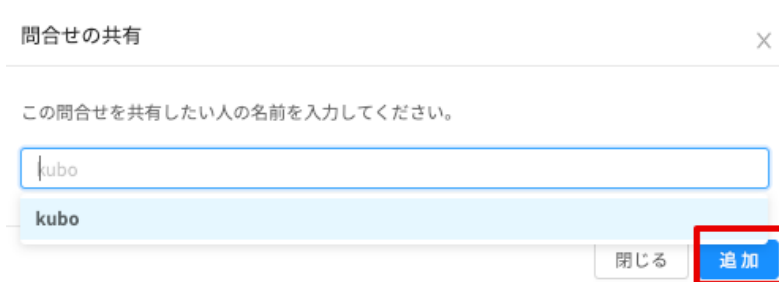 問合せの共有
この問合せを共有したい人の名前を入力してください。
kubo
kubo
閉じる
追加